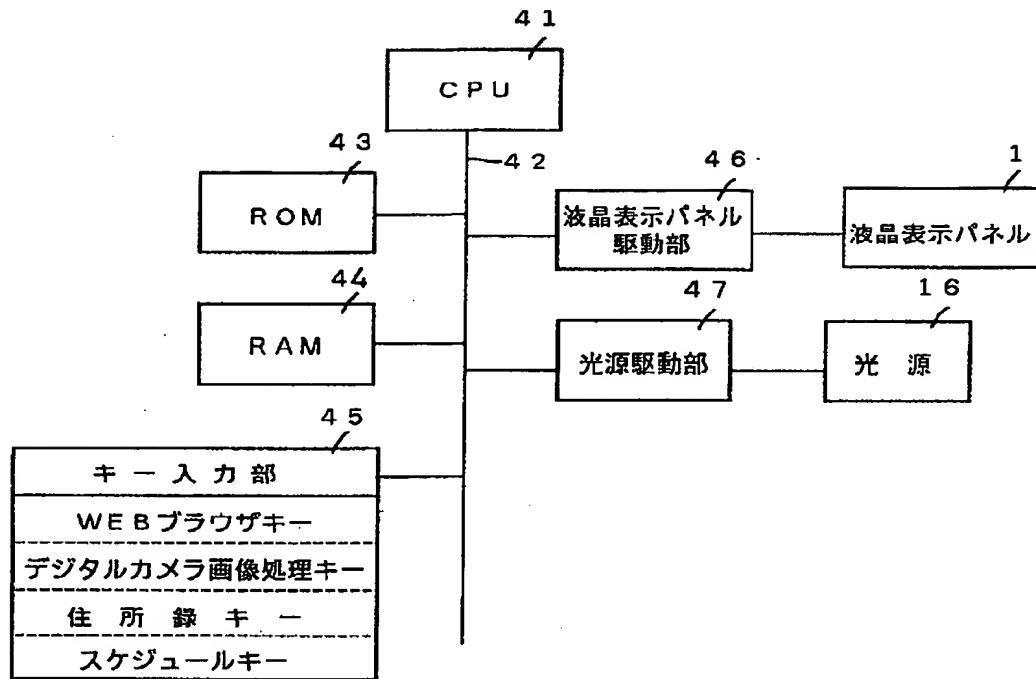 41
CPU
42
43
ROM
46
液晶表示パネル
駆動部
1
液晶表示パネル
44
RAM
47
光源駆動部
16
光 源
45
キー入力部
WEBブラウザキー
デジタルカメラ画像処理キー
住所録キー
スケジュールキー